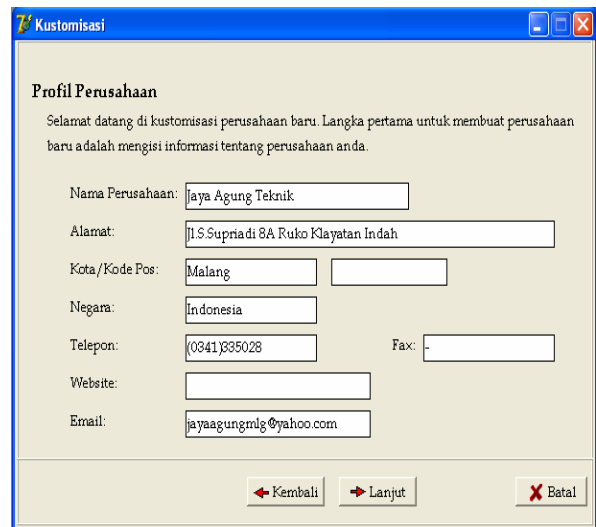 Kustomisasi
Profil Perusahaan
Selamat datang di kustomisasi perusahaan baru. Langka pertama untuk membuat perusahaan
baru adalah mengisi informasi tentang perusahaan anda.
Nama Perusahaan: Jaya Agung Teknik
Alamat: Jl.S.Supriadi 8A Ruko Klayatan Indah
Kota/Kode Pos: Malang
Negara: Indonesia
Telepon: (0341)335028 Fax: -
Website:
Email: jayaagungmlg@yahoo.com
Kembali Lanjut Batal